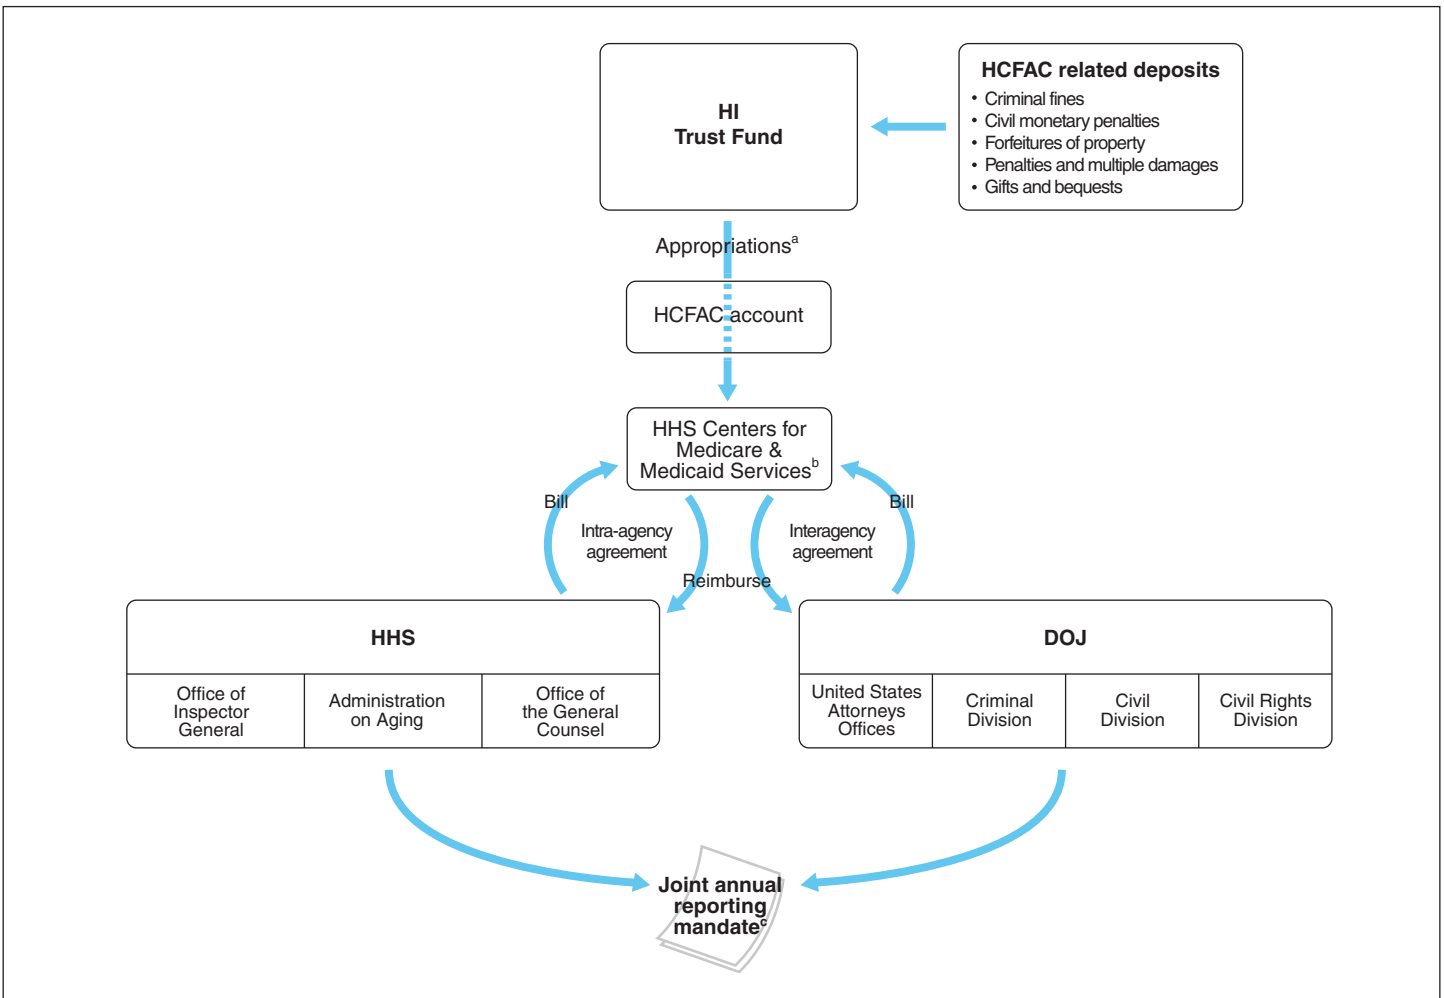 HI
Trust Fund
HCFAC related deposits
• Criminal fines
• Civil monetary penalties
• Forfeitures of property
• Penalties and multiple damages
• Gifts and bequests
Appropriationsa
HCFAC account
HHS Centers for
Medicare &
Medicaid Servicesb
Bill
Intra-agency
agreement
Reimburse
Interagency
agreement
Bill
HHS
Office of
Inspector
General
Administration
on Aging
Office of
the General
Counsel
DOJ
United States
Attorneys
Offices
Criminal
Division
Civil
Division
Civil Rights
Division
Joint annual
reporting
mandatec